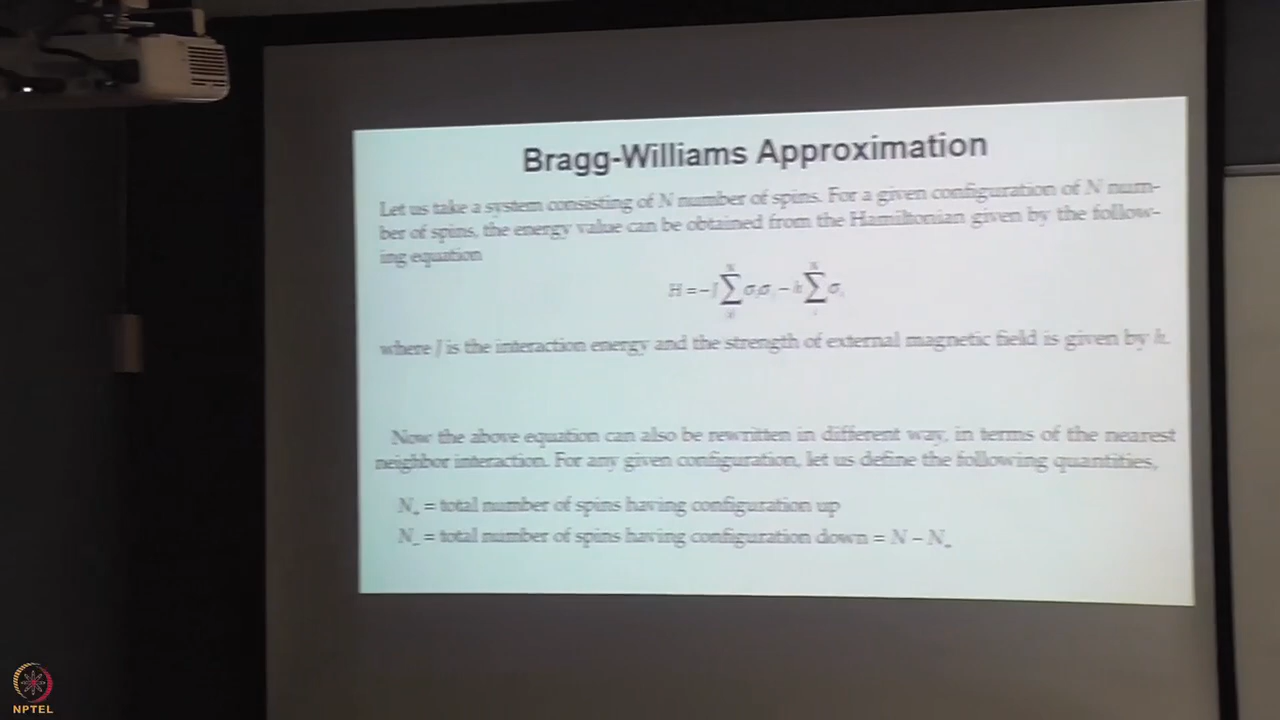 Bragg-Williams Approximation
Let us take a system consisting of N number of spins. For a given configuration of N num-
ber of spins, the energy value can be obtained from the Hamiltonian given by the follow-
ing equation
H = -J∑σᵢσⱼ - h∑σᵢ
where J is the interaction energy and the strength of external magnetic field is given by h.
Now the above equation can also be rewritten in different way, in terms of the nearest
neighbor interaction. For any given configuration, let us define the following quantities,
N₊ = total number of spins having configuration up
N₋ = total number of spins having configuration down = N – N₊
NPTEL